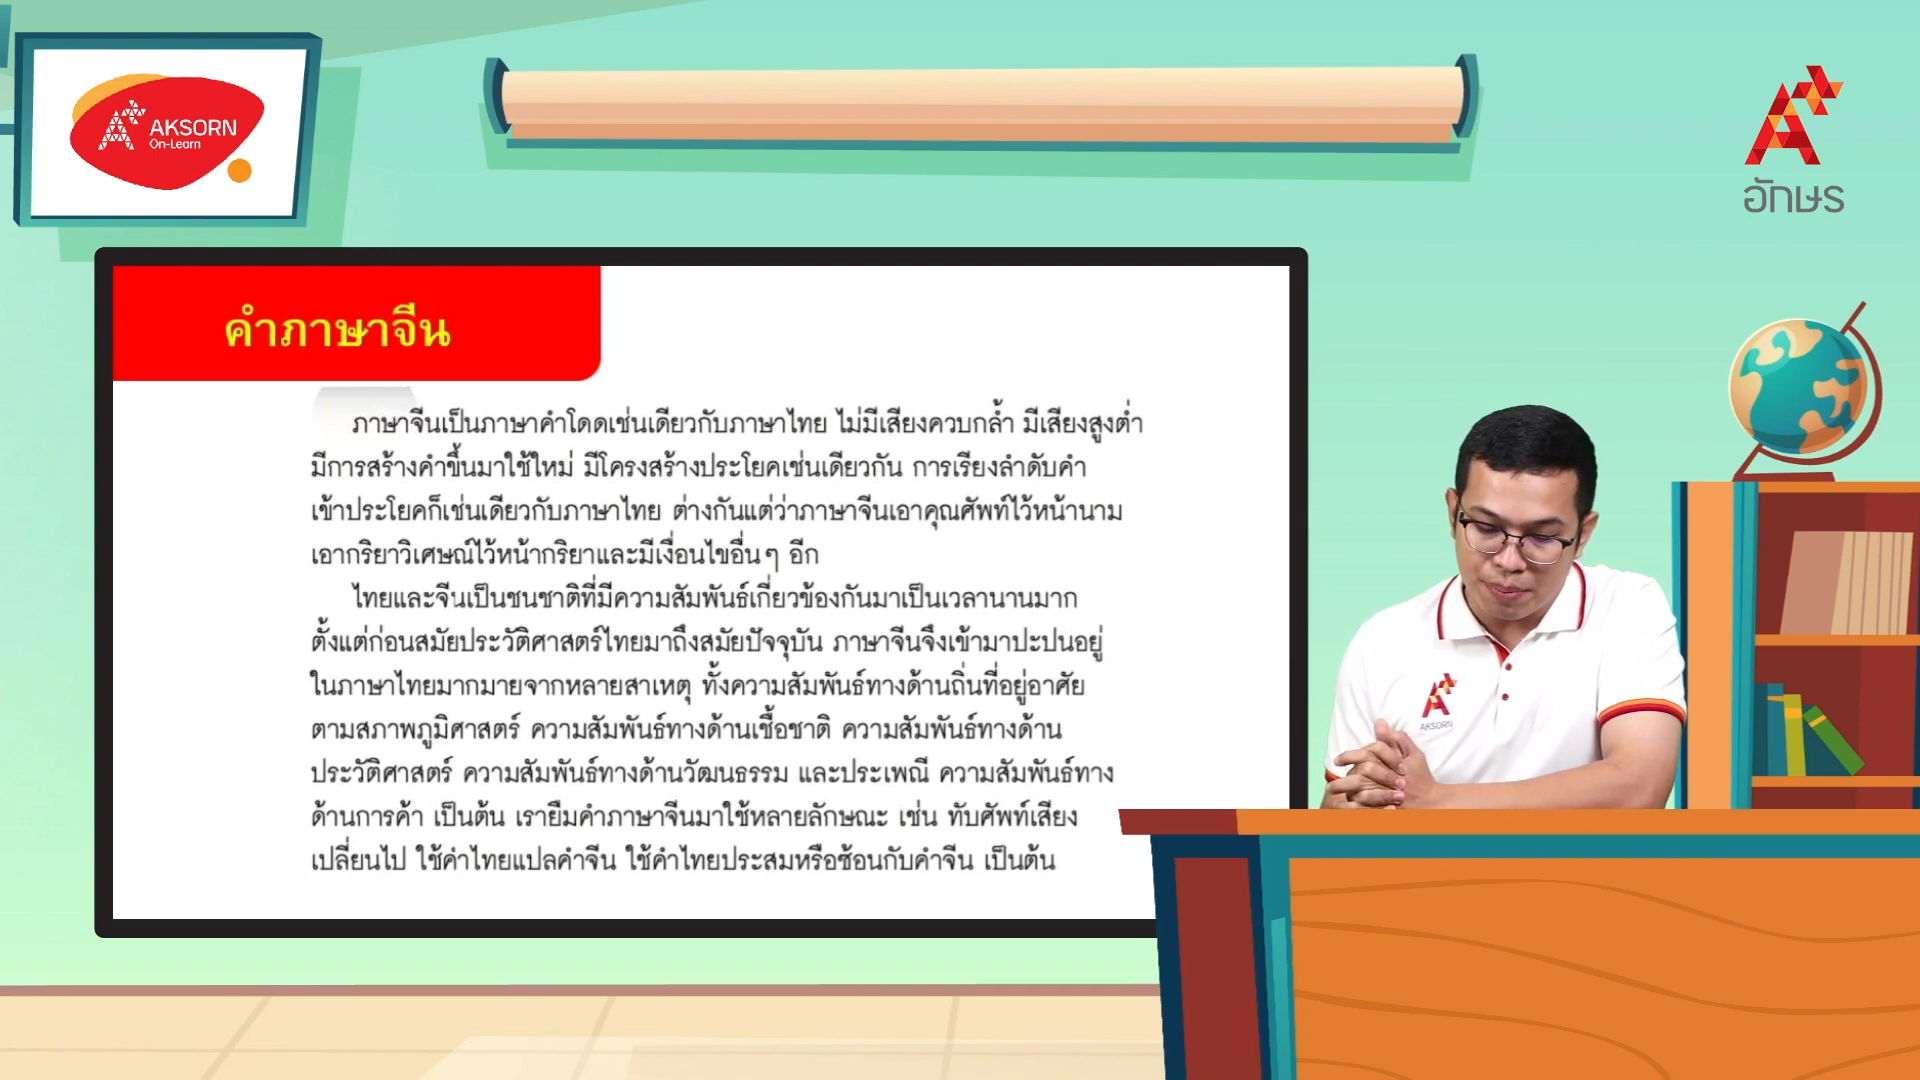 AKSORN
On-Learn
อักษร
คำภาษาจีน
ภาษาจีนเป็นภาษาคำโดดเช่นเดียวกับภาษาไทย ไม่มีเสียงควบกล้ำ มีเสียงสูงต่ำ
มีการสร้างคำขึ้นมาใช้ใหม่ มีโครงสร้างประโยคเช่นเดียวกัน การเรียงลำดับคำ
เข้าประโยคก็เช่นเดียวกับภาษาไทย ต่างกันแต่ว่าภาษาจีนเอาคุณศัพท์ไว้หน้านาม
เอากริยาวิเศษณ์ไว้หน้ากริยาและมีเงื่อนไขอื่นๆ อีก
ไทยและจีนเป็นชนชาติที่มีความสัมพันธ์เกี่ยวข้องกันมาเป็นเวลานานมาก
ตั้งแต่ก่อนสมัยประวัติศาสตร์ไทยมาถึงสมัยปัจจุบัน ภาษาจีนจึงเข้ามาปะปนอยู่
ในภาษาไทยมากมายจากหลายสาเหตุ ทั้งความสัมพันธ์ทางด้านถิ่นที่อยู่อาศัย
ตามสภาพภูมิศาสตร์ ความสัมพันธ์ทางด้านเชื้อชาติ ความสัมพันธ์ทางด้าน
ประวัติศาสตร์ ความสัมพันธ์ทางด้านวัฒนธรรม และประเพณี ความสัมพันธ์ทาง
ด้านการค้า เป็นต้น เรายืมคำภาษาจีนมาใช้หลายลักษณะ เช่น ทับศัพท์เสียง
เปลี่ยนไป ใช้คำไทยแปลคำจีน ใช้คำไทยประสมหรือซ้อนกับคำจีน เป็นต้น
AKSORN